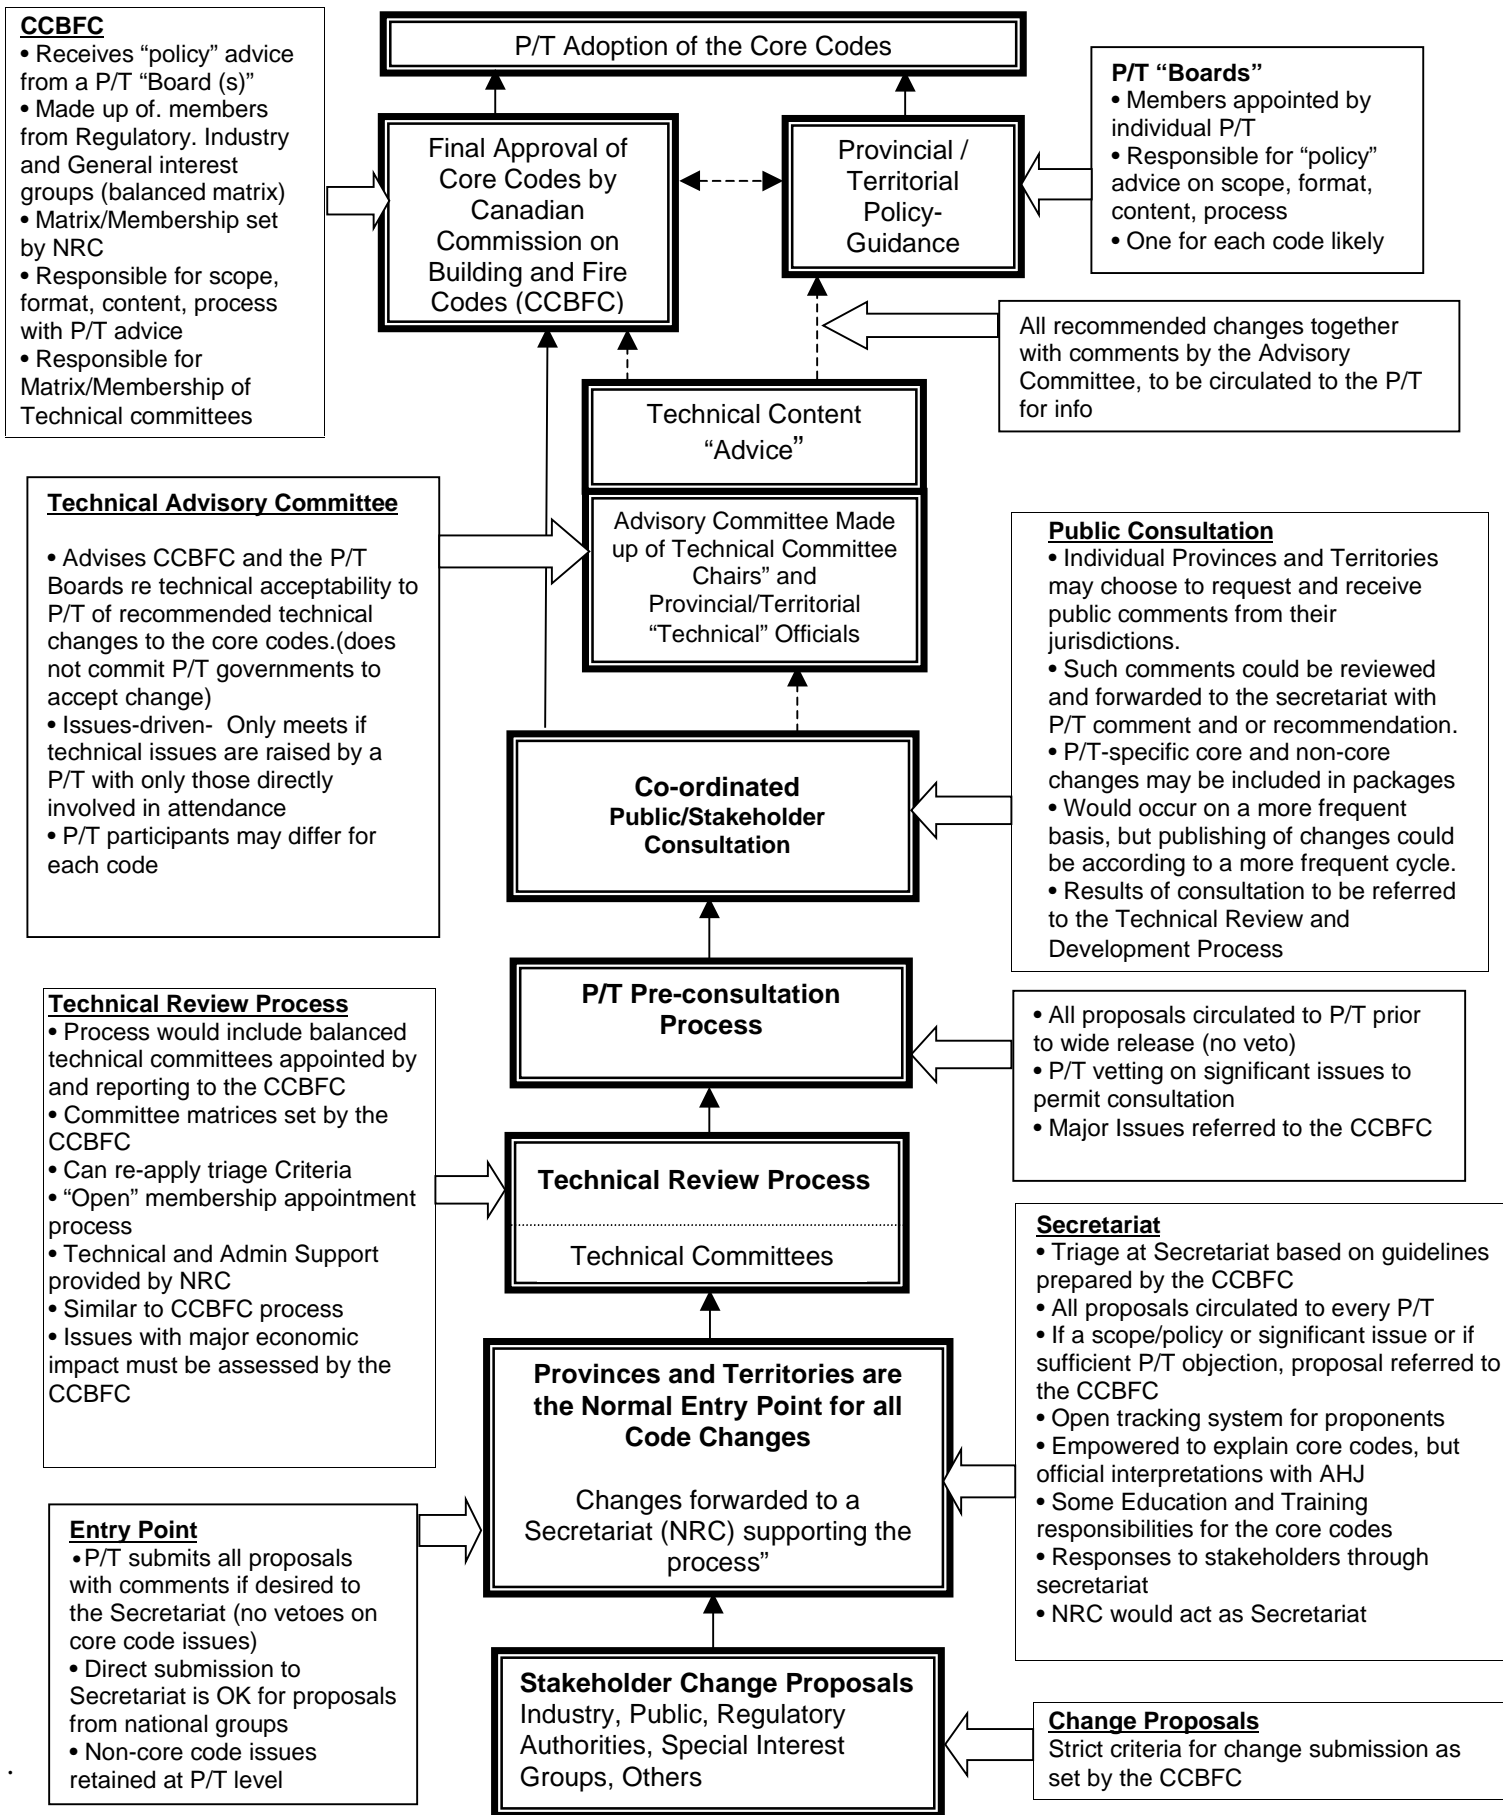 P/T Adoption of the Core Codes
CCBFC
• Receives “policy” advice
from a P/T “Board (s)”
• Made up of. members
from Regulatory. Industry
and General interest
groups (balanced matrix)
• Matrix/Membership set
by NRC
• Responsible for scope,
format, content, process
with P/T advice
• Responsible for
Matrix/Membership of
Technical committees
Final Approval of
Core Codes by
Canadian
Commission on
Building and Fire
Codes (CCBFC)
Provincial /
Territorial
Policy-
Guidance
P/T “Boards”
• Members appointed by
individual P/T
• Responsible for “policy”
advice on scope, format,
content, process
• One for each code likely
All recommended changes together
with comments by the Advisory
Committee, to be circulated to the P/T
for info
Technical Content
“Advice”
Advisory Committee Made
up of Technical Committee
Chairs” and
Provincial/Territorial
“Technical” Officials
Technical Advisory Committee
• Advises CCBFC and the P/T
Boards re technical acceptability to
P/T of recommended technical
changes to the core codes.(does
not commit P/T governments to
accept change)
• Issues-driven- Only meets if
technical issues are raised by a
P/T with only those directly
involved in attendance
• P/T participants may differ for
each code
Public Consultation
• Individual Provinces and Territories
may choose to request and receive
public comments from their
jurisdictions.
• Such comments could be reviewed
and forwarded to the secretariat with
P/T comment and or recommendation.
• P/T-specific core and non-core
changes may be included in packages
• Would occur on a more frequent
basis, but publishing of changes could
be according to a more frequent cycle.
• Results of consultation to be referred
to the Technical Review and
Development Process
Co-ordinated
Public/Stakeholder
Consultation
P/T Pre-consultation
Process
• All proposals circulated to P/T prior
to wide release (no veto)
• P/T vetting on significant issues to
permit consultation
• Major Issues referred to the CCBFC
Technical Review Process
• Process would include balanced
technical committees appointed by
and reporting to the CCBFC
• Committee matrices set by the
CCBFC
• Can re-apply triage Criteria
• “Open” membership appointment
process
• Technical and Admin Support
provided by NRC
• Similar to CCBFC process
• Issues with major economic
impact must be assessed by the
CCBFC
Technical Review Process
Technical Committees
Secretariat
• Triage at Secretariat based on guidelines
prepared by the CCBFC
• All proposals circulated to every P/T
• If a scope/policy or significant issue or if
sufficient P/T objection, proposal referred to
the CCBFC
• Open tracking system for proponents
• Empowered to explain core codes, but
official interpretations with AHJ
• Some Education and Training
responsibilities for the core codes
• Responses to stakeholders through
secretariat
• NRC would act as Secretariat
Provinces and Territories are
the Normal Entry Point for all
Code Changes
Changes forwarded to a
Secretariat (NRC) supporting the
process”
Entry Point
• P/T submits all proposals
with comments if desired to
the Secretariat (no vetoes on
core code issues)
• Direct submission to
Secretariat is OK for proposals
from national groups
• Non-core code issues
retained at P/T level
.
Stakeholder Change Proposals
Industry, Public, Regulatory
Authorities, Special Interest
Groups, Others
Change Proposals
Strict criteria for change submission as
set by the CCBFC